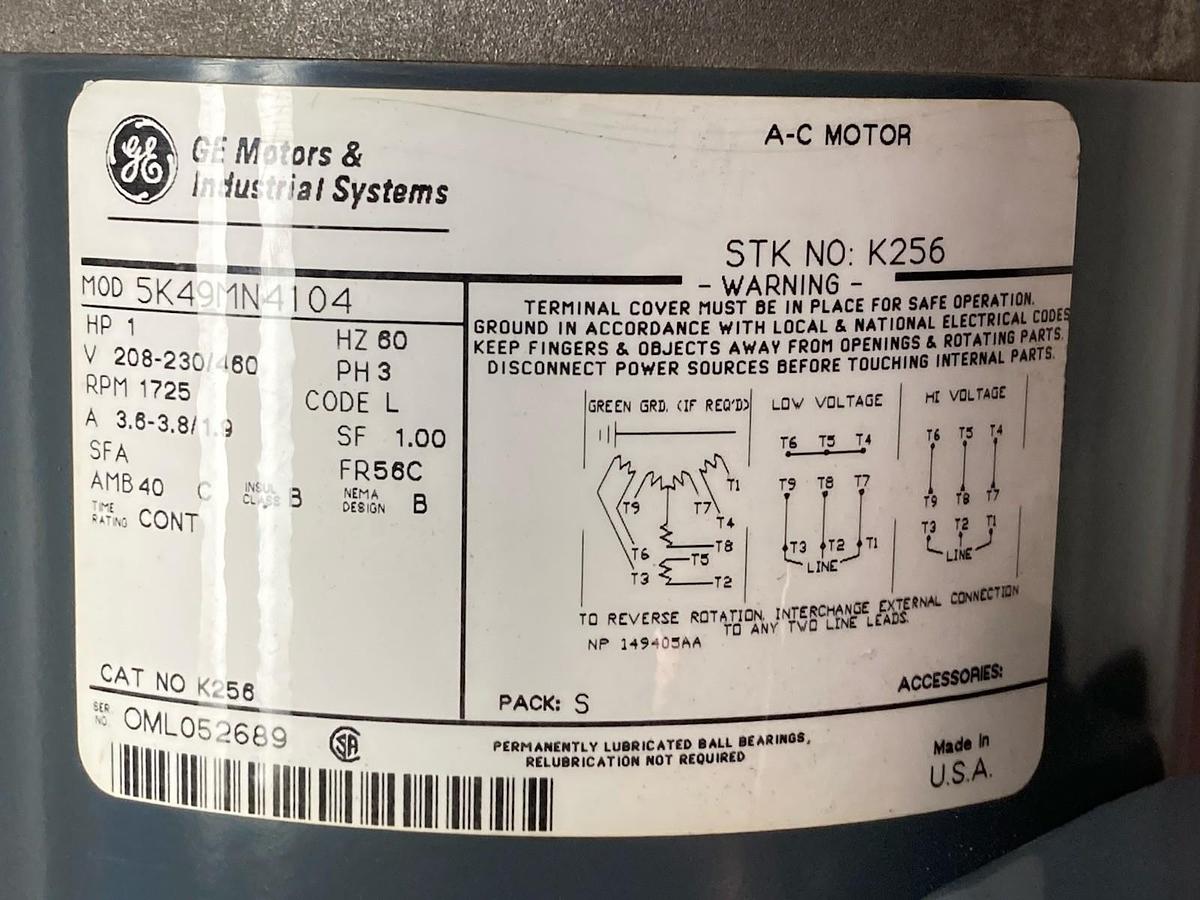 GE
GE Motors &
Industrial Systems
A-C MOTOR
STK NO: K256
MOD 5K49MN4104
HP 1
HZ 60
V 208-230/460
PH 3
RPM 1725
CODE L
A 3.6-3.8/1.9
SF 1.00
SFA
FR56C
AMB 40 C
INSUL CLASS B
NEMA DESIGN B
TIME RATING CONT
- WARNING -
TERMINAL COVER MUST BE IN PLACE FOR SAFE OPERATION.
GROUND IN ACCORDANCE WITH LOCAL & NATIONAL ELECTRICAL CODES
KEEP FINGERS & OBJECTS AWAY FROM OPENINGS & ROTATING PARTS.
DISCONNECT POWER SOURCES BEFORE TOUCHING INTERNAL PARTS.
GREEN GRD. (IF REQ'D)
T1
T9 T7
T4
T6 T8
T5
T3 T2
LOW VOLTAGE
T6 T5 T4
T9 T8 T7
T3 T2 T1
LINE
HI VOLTAGE
T6 T5 T4
T9 T8 T7
T3 T2 T1
LINE
TO REVERSE ROTATION, INTERCHANGE EXTERNAL CONNECTION
TO ANY TWO LINE LEADS.
NP 149405AA
CAT NO K256
PACK: S
ACCESSORIES:
SER NO. OML052689
SA
PERMANENTLY LUBRICATED BALL BEARINGS,
RELUBRICATION NOT REQUIRED
Made In
U.S.A.